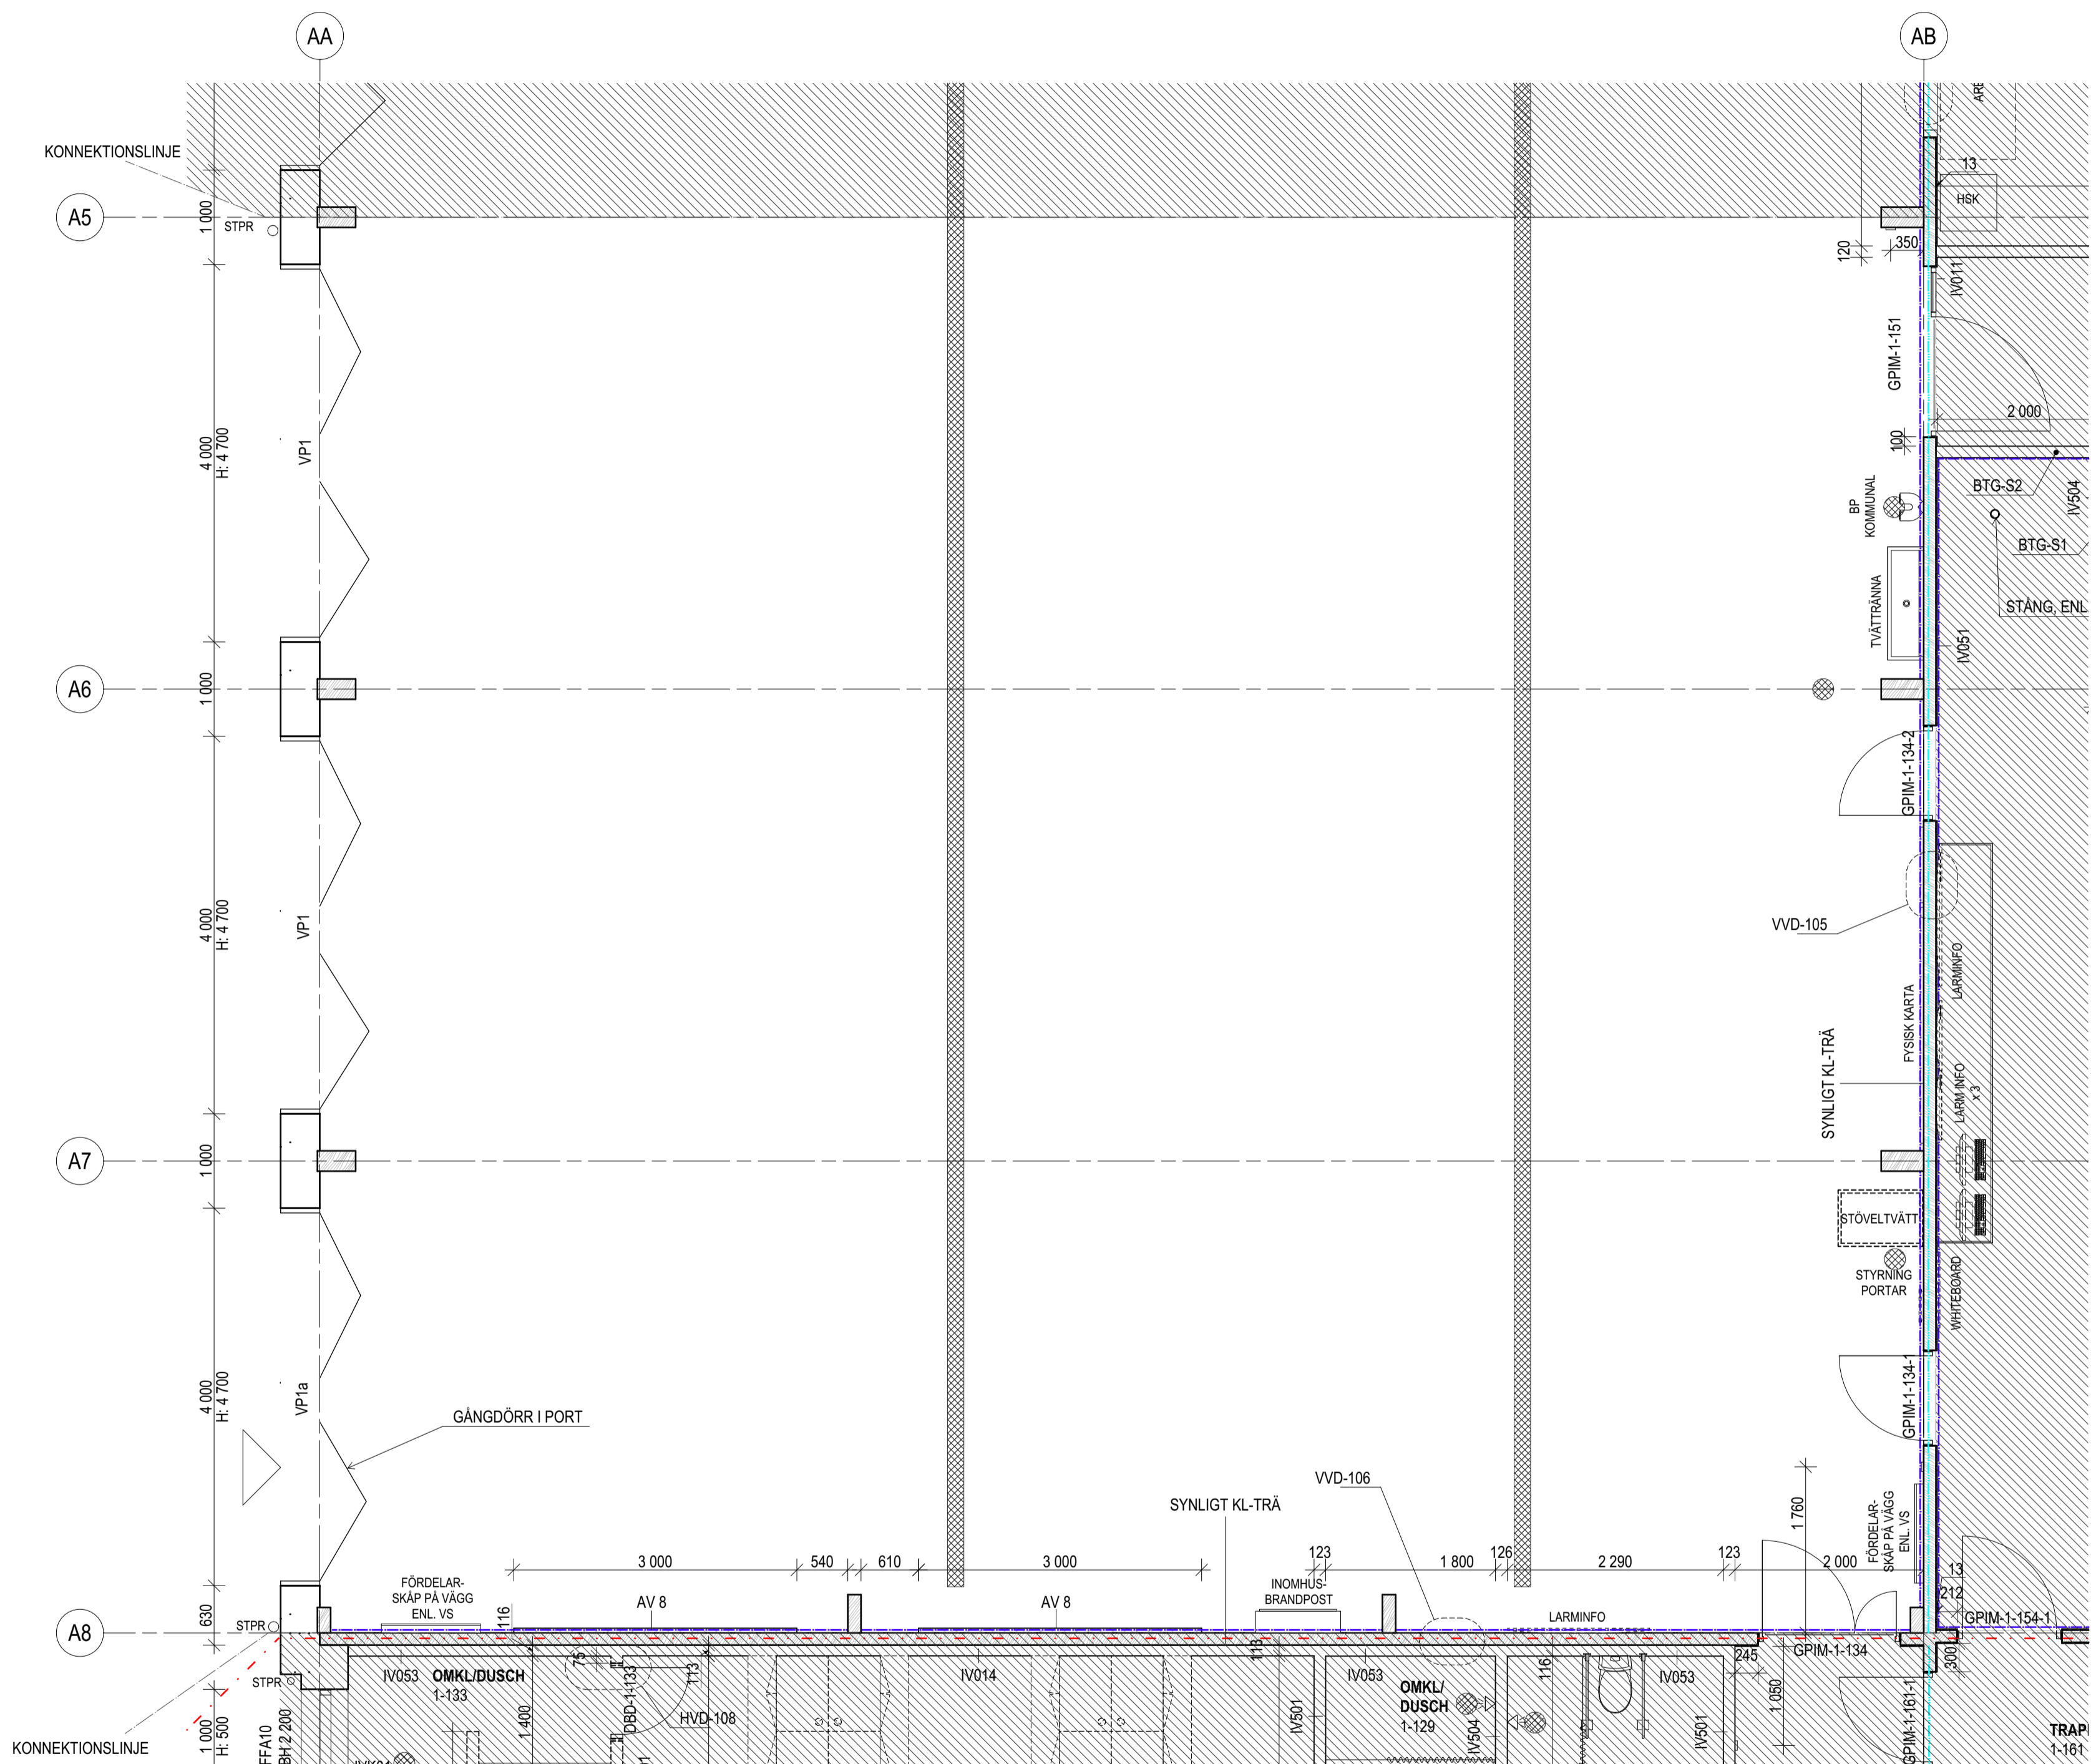 AA
AB
KONNEKTIONSLINJE
13
HSK
A5
1 000
STPR
120
350
IV011
GPIM-1-151
2 000
4 000
H: 4 700
VP1
100
BP
KOMMUNAL
BTG-S2
IV504
BTG-S1
TVÄTTRÄNNA
STÅNG, ENL
IV051
A6
1 000
GPIM-1-134-2
4 000
H: 4 700
VP1
VVD-105
LARMINFO
FYSISK KARTA
SYNLIGT KL-TRÄ
LARM INFO
x 3
A7
1 000
STÖVELTVÄTT
STYRNING
PORTAR
WHITEBOARD
4 000
H: 4 700
VP1a
GÅNGDÖRR I PORT
GPIM-1-134-1
VVD-106
SYNLIGT KL-TRÄ
1 760
FÖRDELAR-
SKÅP PÅ VÄGG
ENL. VS
3 000
540
610
3 000
123
1 800
126
2 290
123
2 000
13
212
FÖRDELAR-
SKÅP PÅ VÄGG
ENL. VS
116
AV 8
AV 8
INOMHUS-
BRANDPOST
LARMINFO
GPIM-1-154-1
630
STPR
A8
STPR
IV053
OMKL/DUSCH
1-133
75
DBD-1-133
113
HVD-108
IV014
113
IV053
OMKL/
DUSCH
1-129
116
IV053
245
GPIM-1-134
300
1 050
1 400
IV501
IV504
IV501
GPIM-1-161-1
KONNEKTIONSLINJE
1 000
H: 500
FFA10
BH 2 200
1-161